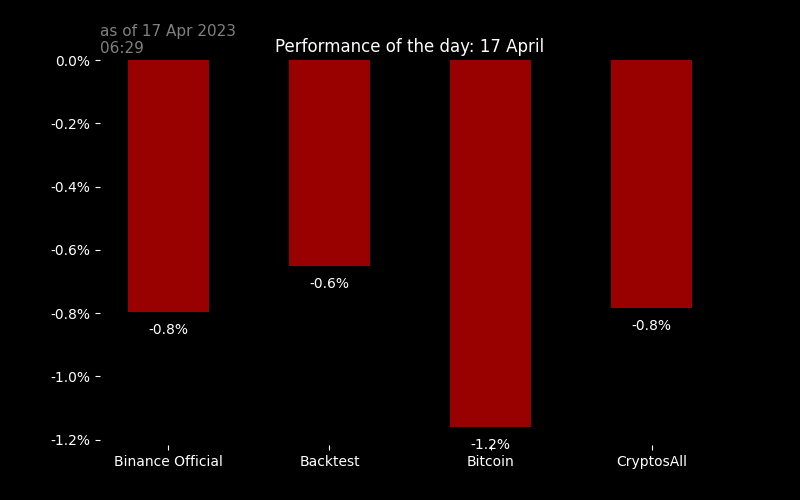 as of 17 Apr 2023
06:29
Performance of the day: 17 April
0.0%
-0.2%
-0.4%
-0.6%
-0.8%
-1.0%
-1.2%
-0.8%
-0.6%
-1.2%
-0.8%
Binance Official
Backtest
Bitcoin
CryptosAll